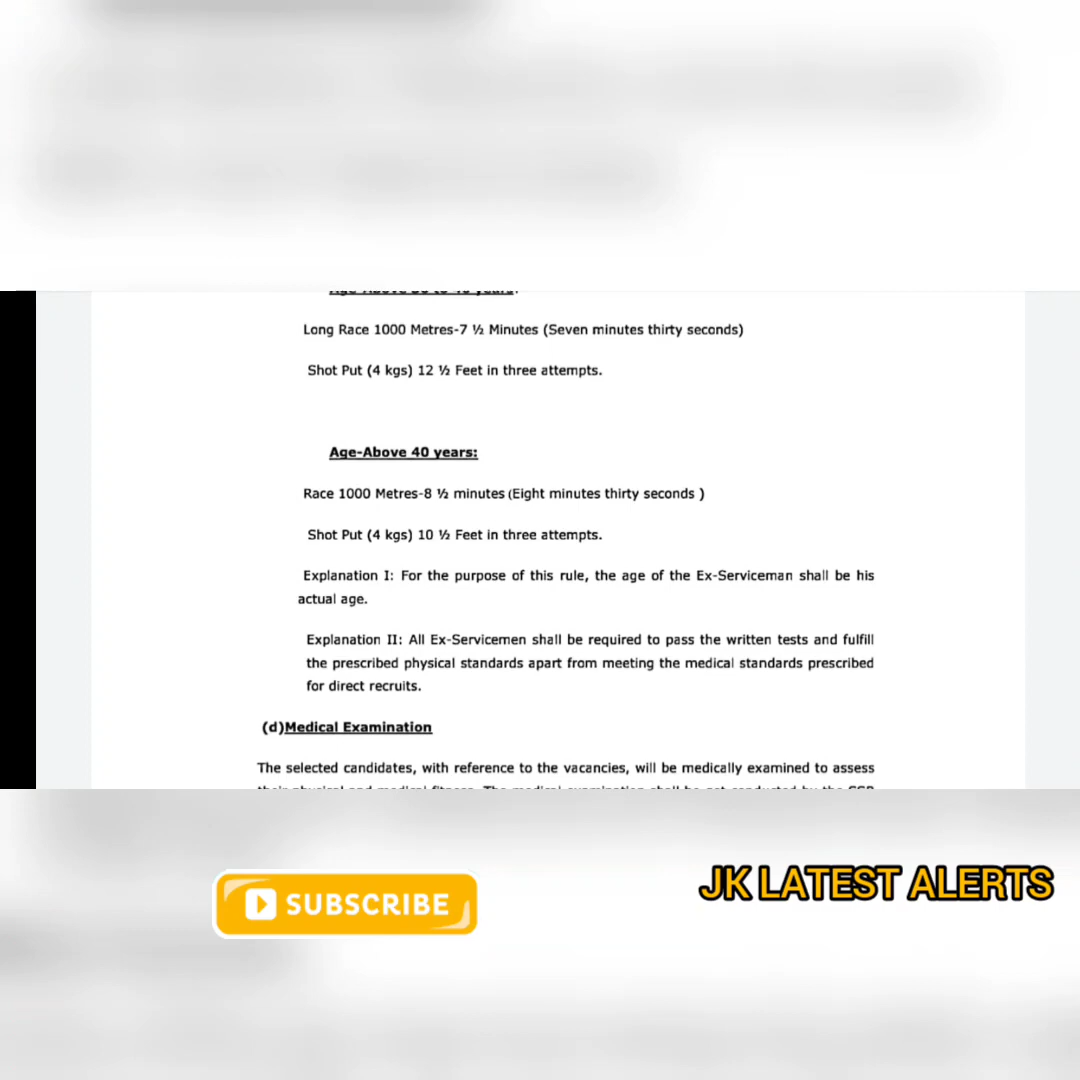 Long Race 1000 Metres-7 ½ Minutes (Seven minutes thirty seconds)
Shot Put (4 kgs) 12 ½ Feet in three attempts.
Age-Above 40 years:
Race 1000 Metres-8 ½ minutes (Eight minutes thirty seconds )
Shot Put (4 kgs) 10 ½ Feet in three attempts.
Explanation I: For the purpose of this rule, the age of the Ex-Serviceman shall be his
actual age.
Explanation II: All Ex-Servicemen shall be required to pass the written tests and fulfill
the prescribed physical standards apart from meeting the medical standards prescribed
for direct recruits.
(d)Medical Examination
The selected candidates, with reference to the vacancies, will be medically examined to assess
SUBSCRIBE
JK LATEST ALERTS